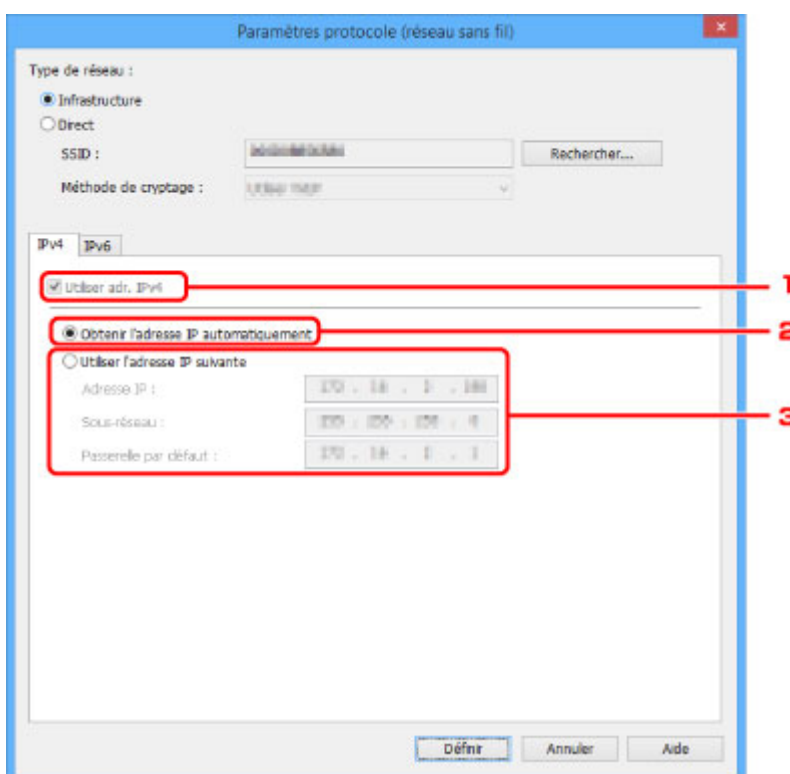 Paramètres protocole (réseau sans fil)
Type de réseau :
Infrastructure
Direct
SSID :
Rechercher...
Méthode de cryptage :
IPv4 IPv6
Utiliser adr. IPv4
1
Obtenir l'adresse IP automatiquement
2
Utiliser l'adresse IP suivante
Adresse IP :
Sous-réseau :
3
Passerelle par défaut :
Définir Annuler Aide